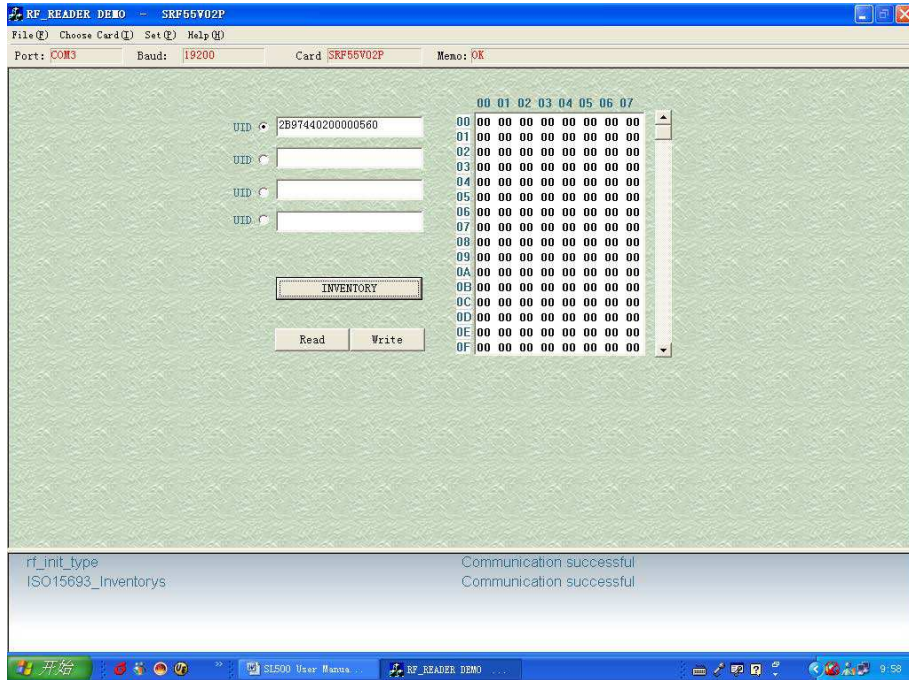 RF_READER DEMO - SRF55V02P
File(F) Choose Card(I) Set(P) Help(H)
Port: COM3 Baud: 19200 Card SRF55V02P Memo: OK
00 01 02 03 04 05 06 07
UID 2B97440200000560
UID
UID
UID
00 00 00 00 00 00 00 00 00
01 00 00 00 00 00 00 00 00
02 00 00 00 00 00 00 00 00
03 00 00 00 00 00 00 00 00
04 00 00 00 00 00 00 00 00
05 00 00 00 00 00 00 00 00
06 00 00 00 00 00 00 00 00
07 00 00 00 00 00 00 00 00
08 00 00 00 00 00 00 00 00
09 00 00 00 00 00 00 00 00
0A 00 00 00 00 00 00 00 00
0B 00 00 00 00 00 00 00 00
0C 00 00 00 00 00 00 00 00
0D 00 00 00 00 00 00 00 00
0E 00 00 00 00 00 00 00 00
0F 00 00 00 00 00 00 00 00
INVENTORY
Read Write
rf_init_type Communication successful
ISO15693_Inventorys Communication successful
开始 SL500 User Manua... RF_READER DEMO ... 9:58